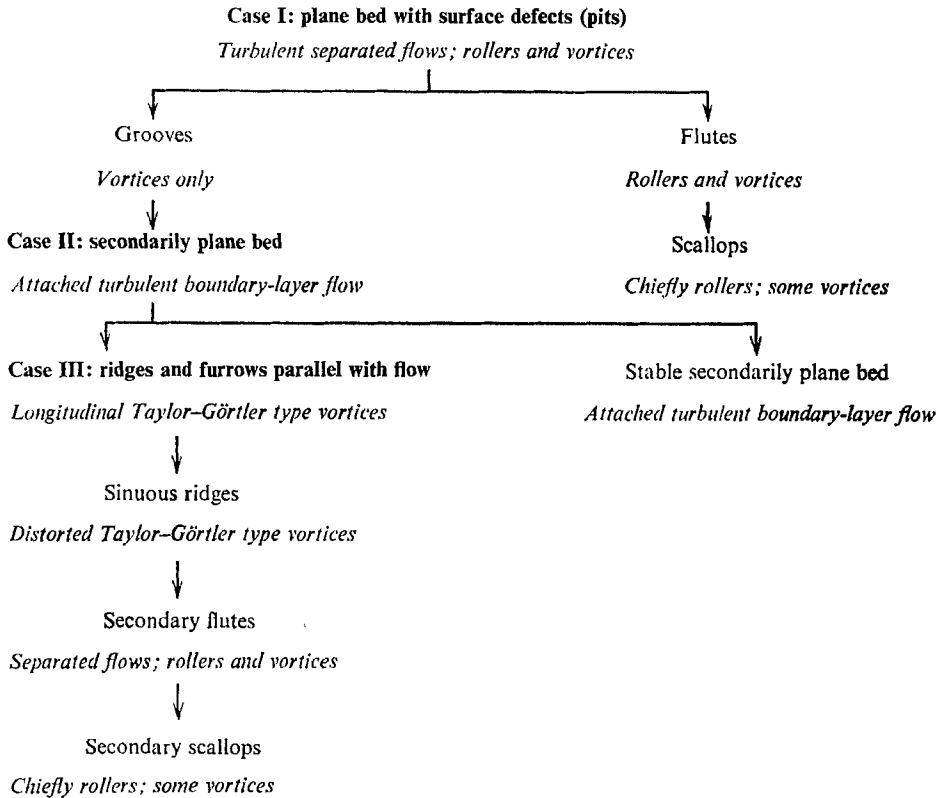 Case I: plane bed with surface defects (pits)
Turbulent separated flows; rollers and vortices
Grooves
Vortices only
Flutes
Rollers and vortices
Case II: secondarily plane bed
Attached turbulent boundary-layer flow
Scallops
Chiefly rollers; some vortices
Case III: ridges and furrows parallel with flow
Longitudinal Taylor–Görtler type vortices
Stable secondarily plane bed
Attached turbulent boundary-layer flow
Sinuous ridges
Distorted Taylor–Görtler type vortices
Secondary flutes
Separated flows; rollers and vortices
Secondary scallops
Chiefly rollers; some vortices